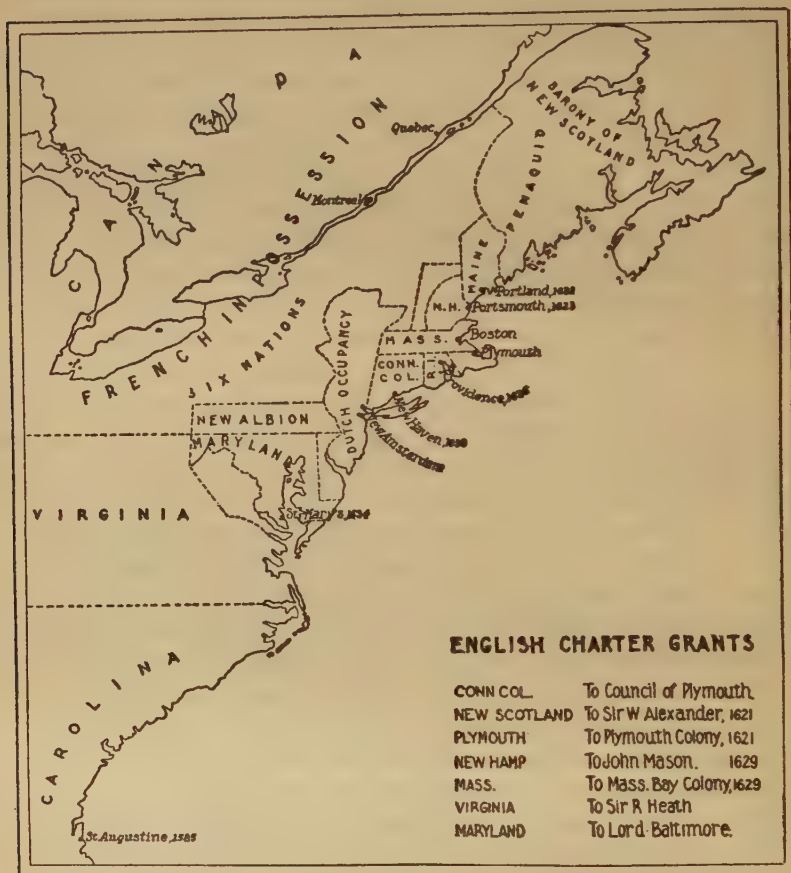 CANADA
FRENCH IN POSSESSION
Quebec
Montreal
BARONY OF
NEW SCOTLAND
PEMAQUID
MAINE
Portland, 1632
N.H. Portsmouth, 1623
MASS. Boston
Plymouth
CONN.
COL.
R.I.
Providence, 1636
New Haven, 1638
New Amsterdam
SIX NATIONS
DUTCH OCCUPANCY
NEW ALBION
MARYLAND
St. Mary's, 1634
VIRGINIA
CAROLINA
St. Augustine, 1585
ENGLISH CHARTER GRANTS
CONN COL. To Council of Plymouth.
NEW SCOTLAND To Sir W Alexander, 1621
PLYMOUTH To Plymouth Colony, 1621
NEW HAMP To John Mason. 1629
MASS. To Mass. Bay Colony, 1629
VIRGINIA To Sir R Heath
MARYLAND To Lord Baltimore.